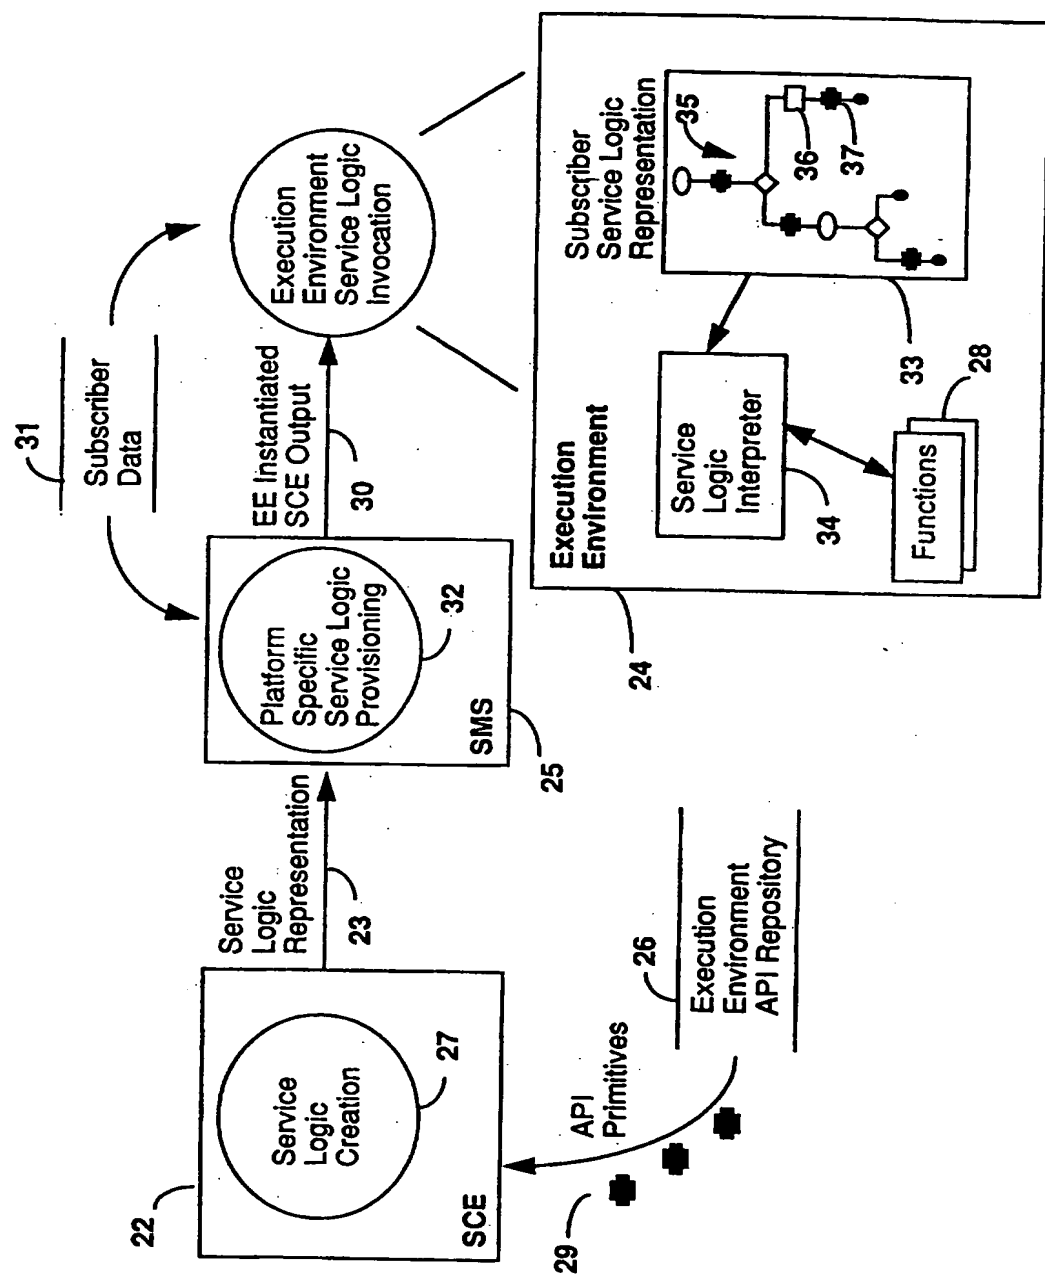 31
Subscriber
Data
22
Service
Logic
Creation
27
SCE
Service
Logic
Representation
23
Platform
Specific
Service Logic
Provisioning
32
SMS
25
EE Instantiated
SCE Output
30
Execution
Environment
Service Logic
Invocation
29
API
Primitives
26
Execution
Environment
API Repository
24
Execution
Environment
Service
Logic
Interpreter
34
Functions
28
Subscriber
Service Logic
Representation
35
36
37
33